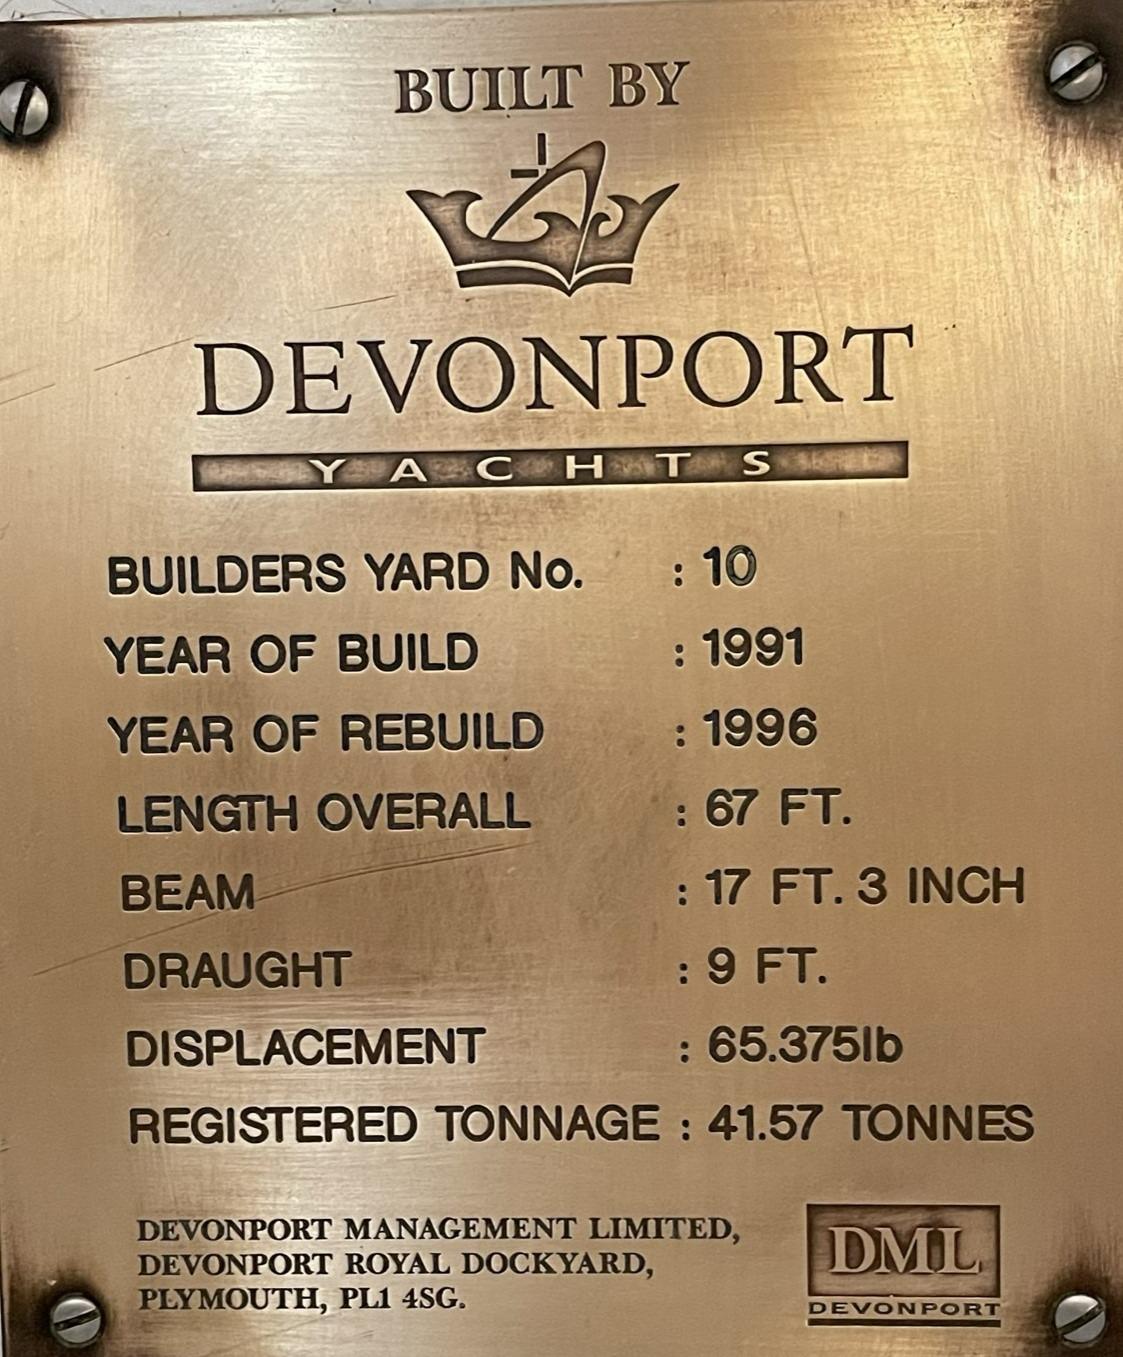 BUILT BY
DEVONPORT
YACHTS
BUILDERS YARD No. : 10
YEAR OF BUILD : 1991
YEAR OF REBUILD : 1996
LENGTH OVERALL : 67 FT.
BEAM : 17 FT. 3 INCH
DRAUGHT : 9 FT.
DISPLACEMENT : 65.375lb
REGISTERED TONNAGE : 41.57 TONNES
DEVONPORT MANAGEMENT LIMITED,
DEVONPORT ROYAL DOCKYARD,
PLYMOUTH, PL1 4SG.
DML
DEVONPORT